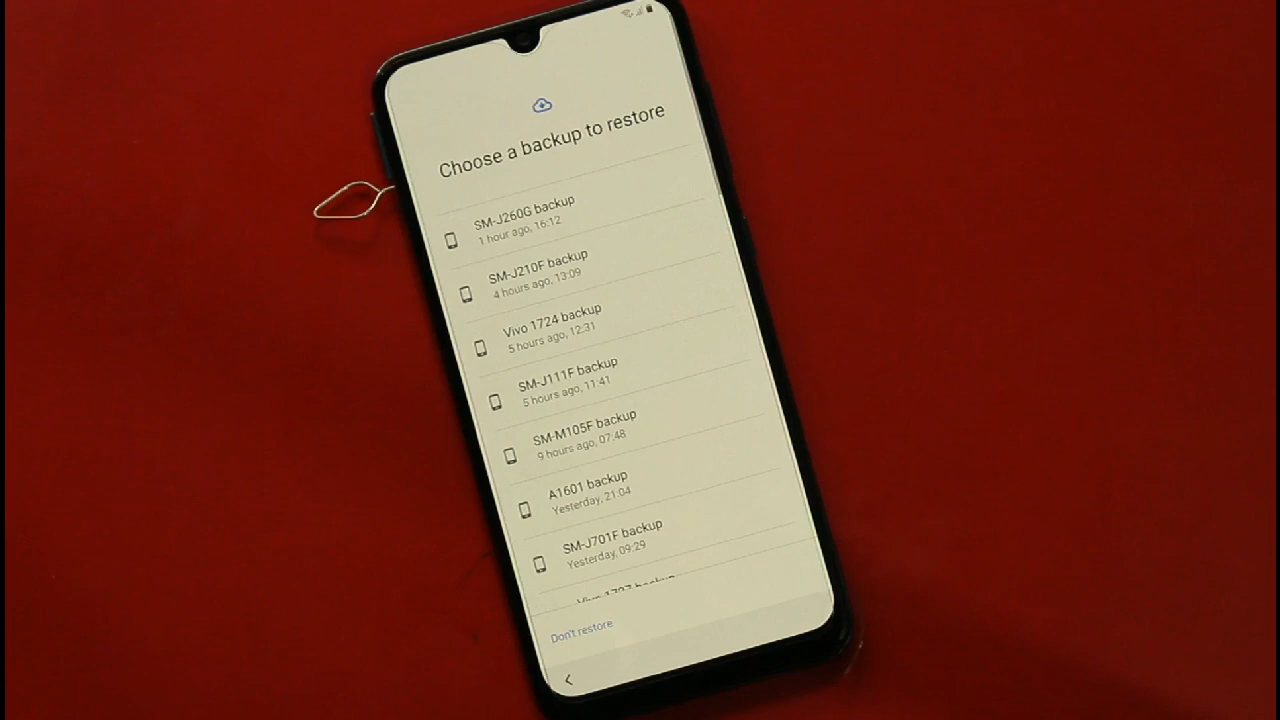 Choose a backup to restore
SM-J260G backup
1 hour ago, 16:12
SM-J210F backup
4 hours ago, 13:09
Vivo 1724 backup
5 hours ago, 12:31
SM-J111F backup
5 hours ago, 11:41
SM-M105F backup
9 hours ago, 07:48
A1601 backup
Yesterday, 21:04
SM-J701F backup
Yesterday, 09:29
Vivo backup
Don't restore